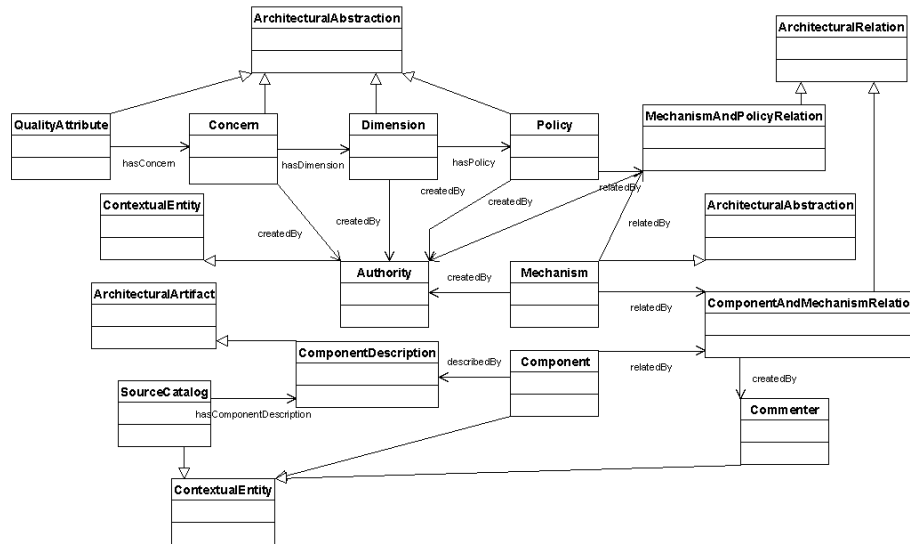 ArchitecturalAbstraction
ArchitecturalRelation
QualityAttribute
Concern
Dimension
Policy
MechanismAndPolicyRelation
hasConcern
hasDimension
hasPolicy
createdBy
relatedBy
createdBy
ContextualEntity
createdBy
createdBy
relatedBy
ArchitecturalAbstraction
Authority
createdBy
Mechanism
relatedBy
ArchitecturalArtifact
ComponentAndMechanismRelatio
ComponentDescription
describedBy
Component
relatedBy
createdBy
SourceCatalog
hasComponentDescription
Commenter
ContextualEntity